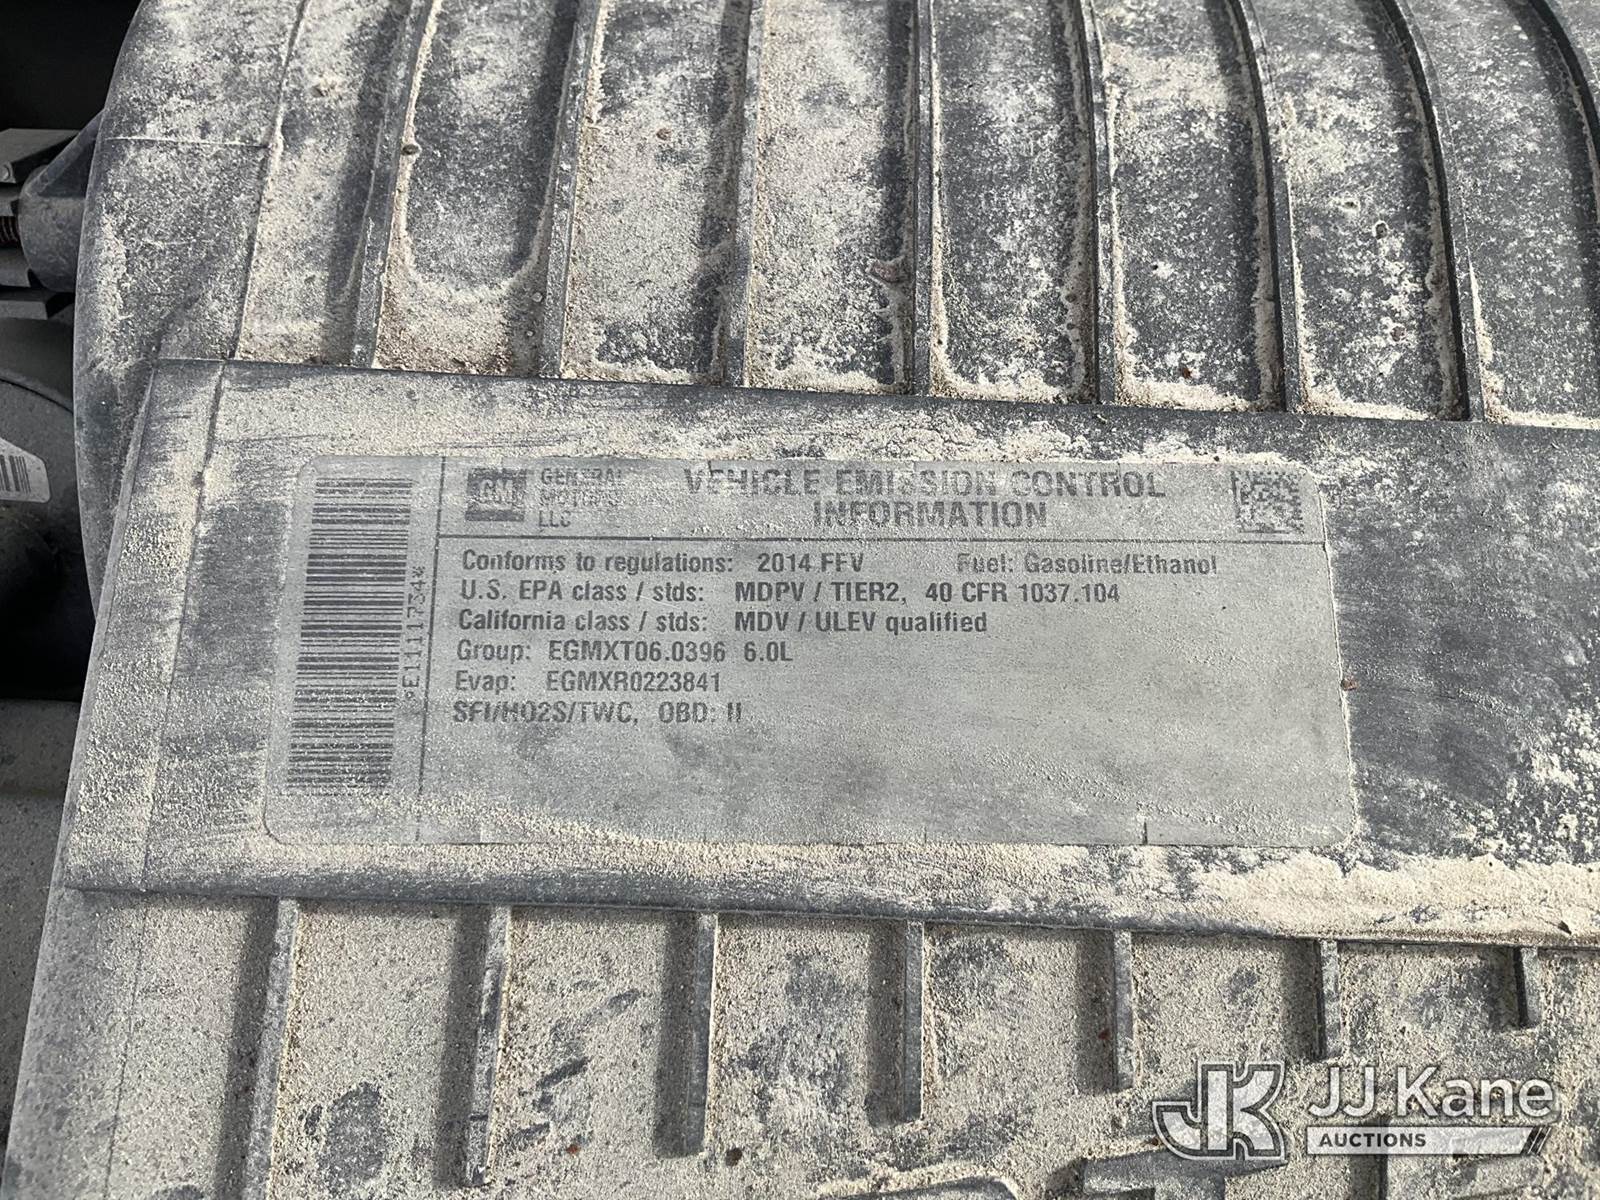 GM GENERAL MOTORS LLC
VEHICLE EMISSION CONTROL
INFORMATION
Conforms to regulations: 2014 FFV Fuel: Gasoline/Ethanol
U.S. EPA class / stds: MDPV / TIER2, 40 CFR 1037.104
California class / stds: MDV / ULEV qualified
Group: EGMXT06.0396 6.0L
Evap: EGMXR0223841
SFI/HO2S/TWC, OBD: II
JK JJ Kane
AUCTIONS